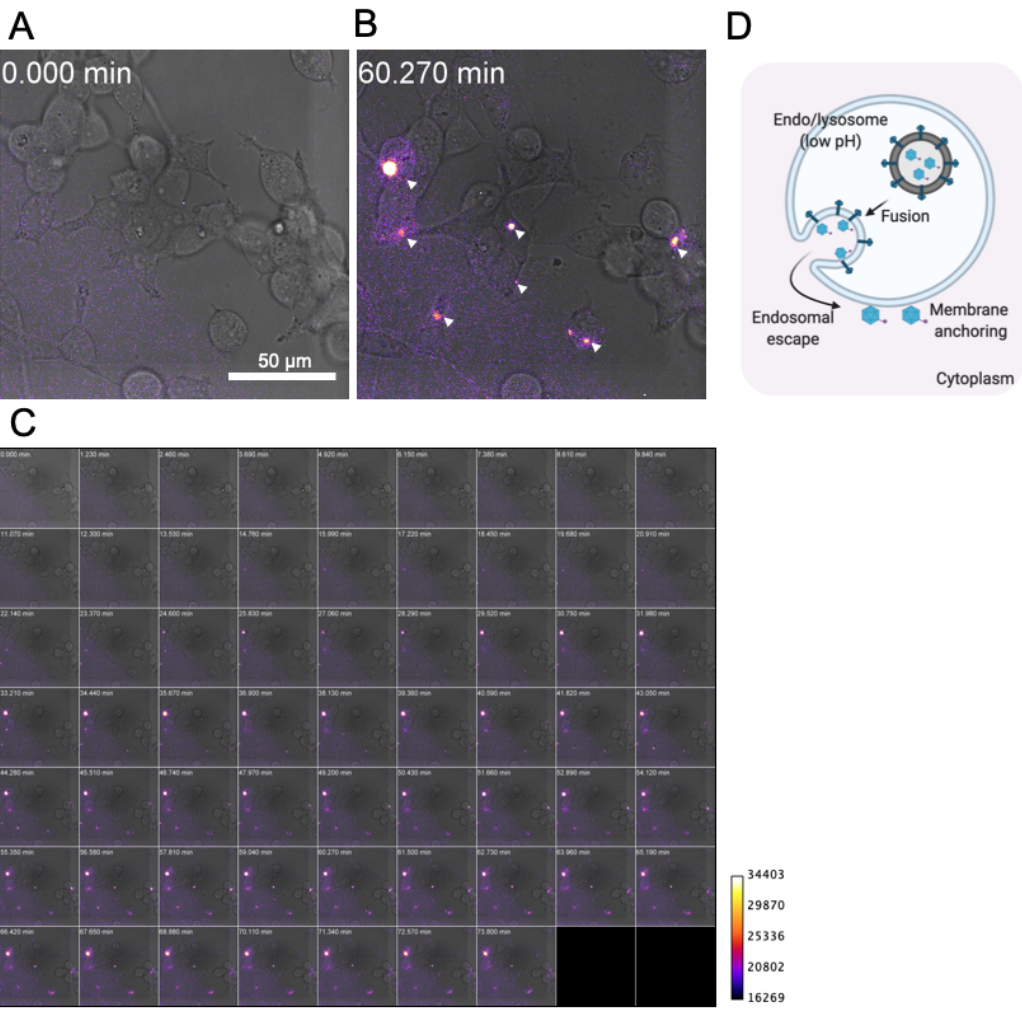 A
B
D
0.000 min
60.270 min
50 μm
Endo/lysosome
(low pH)
Fusion
Endosomal
escape
Membrane
anchoring
Cytoplasm
C
0.000 min 1.230 min 2.460 min 3.690 min 4.920 min 6.150 min 7.380 min 8.610 min 9.840 min
11.070 min 12.300 min 13.530 min 14.760 min 15.990 min 17.220 min 18.450 min 19.680 min 20.910 min
22.140 min 23.370 min 24.600 min 25.830 min 27.060 min 28.290 min 29.520 min 30.750 min 31.980 min
33.210 min 34.440 min 35.670 min 36.900 min 38.130 min 39.360 min 40.590 min 41.820 min 43.050 min
44.280 min 45.510 min 46.740 min 47.970 min 49.200 min 50.430 min 51.660 min 52.890 min 54.120 min
55.350 min 56.580 min 57.810 min 59.040 min 60.270 min 61.500 min 62.730 min 63.960 min 65.190 min
66.420 min 67.650 min 68.880 min 70.110 min 71.340 min 72.570 min 73.800 min
34403
29870
25336
20802
16269